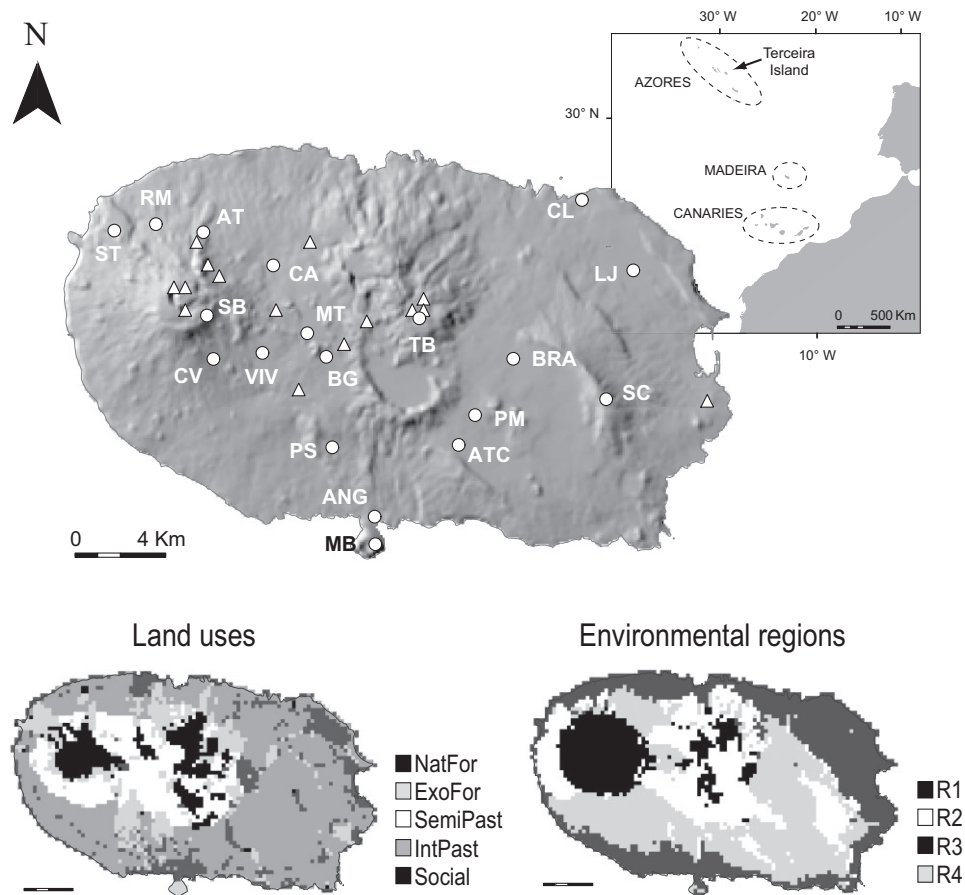 N
30° W
20° W
10° W
Terceira
Island
AZORES
30° N
MADEIRA
CANARIES
0 500 Km
10° W
RM
ST
AT
CL
CA
LJ
SB
MT
TB
CV
VIV
BG
BRA
SC
PM
PS
ATC
ANG
MB
0 4 Km
Land uses
NatFor
ExoFor
SemiPast
IntPast
Social
Environmental regions
R1
R2
R3
R4